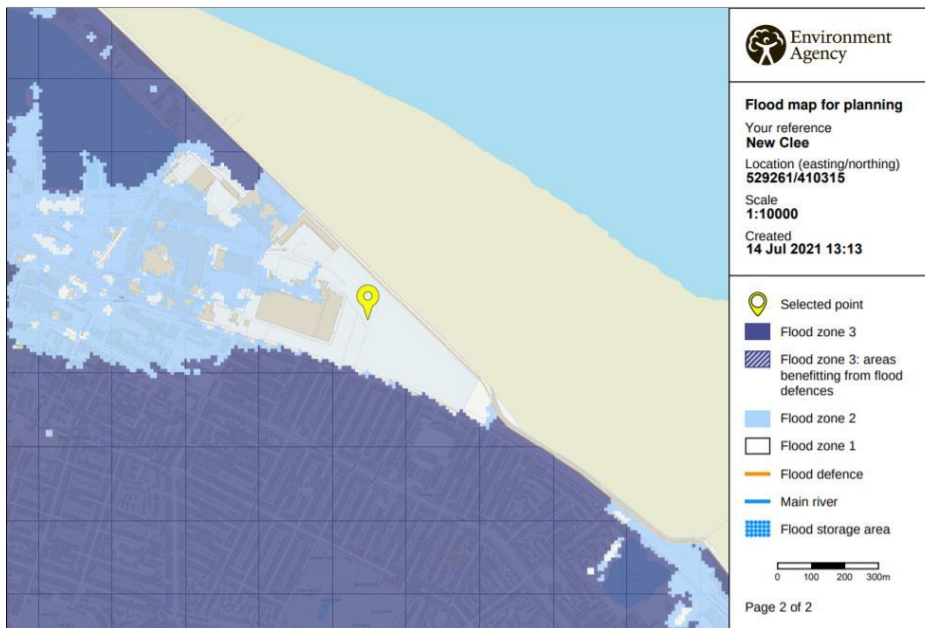 Environment
Agency
Flood map for planning
Your reference
New Clee
Location (easting/northing)
529261/410315
Scale
1:10000
Created
14 Jul 2021 13:13
Selected point
Flood zone 3
Flood zone 3: areas
benefitting from flood
defences
Flood zone 2
Flood zone 1
Flood defence
Main river
Flood storage area
0 100 200 300m
Page 2 of 2